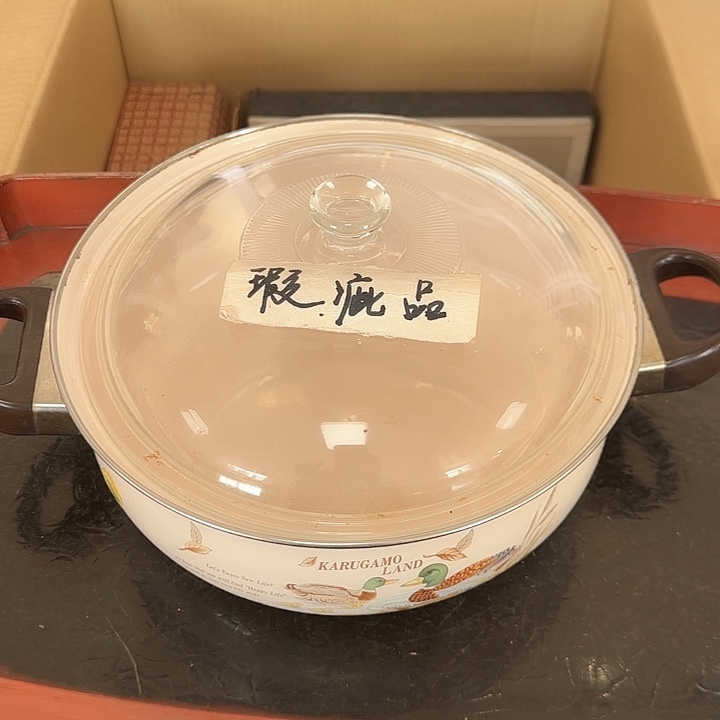 瑕疵品
KARUGAMO
LAND
Let's Enjoy New Life!